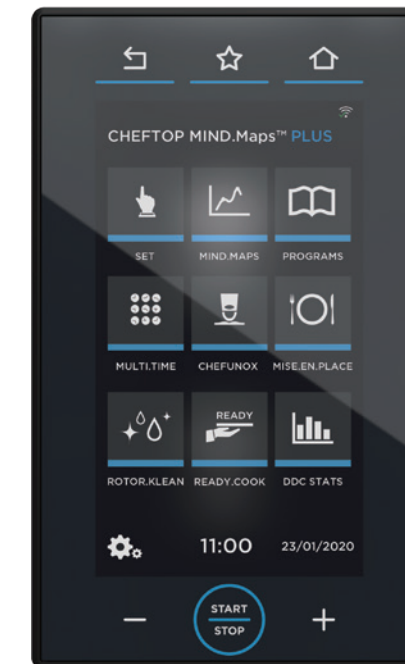 CHEFTOP MIND.Maps™ PLUS
SET MIND.MAPS PROGRAMS
MULTI.TIME CHEFUNOX MISE.EN.PLACE
READY
ROTOR.KLEAN READY.COOK DDC STATS
11:00 23/01/2020
START
STOP